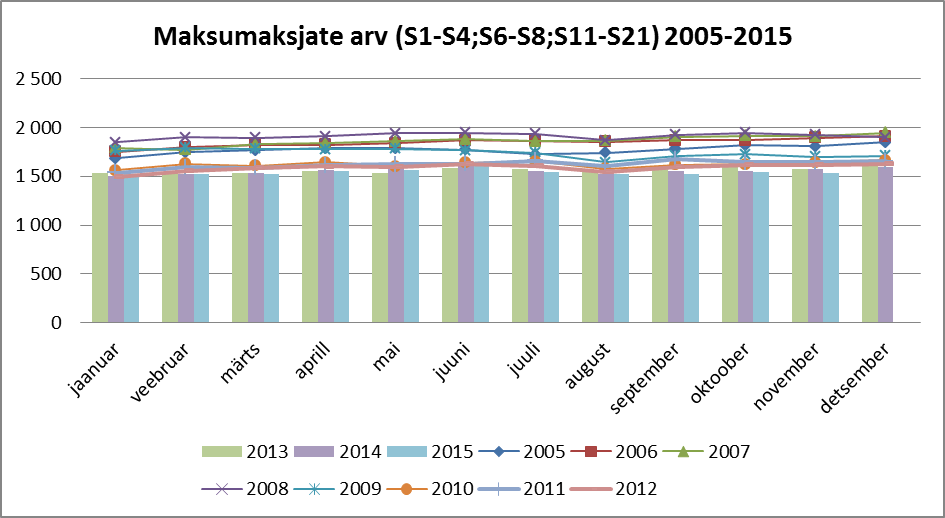 Maksumaksjate arv (S1-S4;S6-S8;S11-S21) 2005-2015
2 500
2 000
1 500
1 000
500
0
jaanuar
veebruar
märts
aprill
mai
juuni
juuli
august
september
oktoober
november
detsember
2013 2014 2015 2005 2006 2007
2008 2009 2010 2011 2012